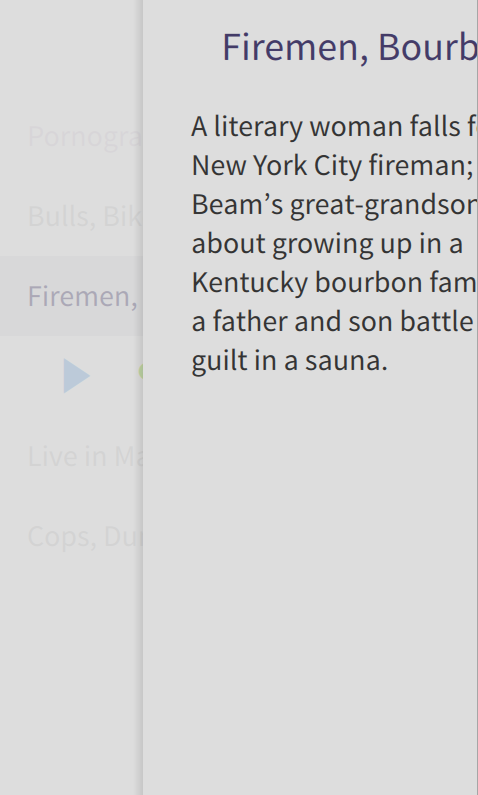 Firemen, Bourb
A literary woman falls f
New York City fireman;
Beam's great-grandson
about growing up in a
Kentucky bourbon fam
a father and son battle
guilt in a sauna.
Pornogra
Bulls, Bik
Firemen,
Live in Ma
Cops, Dur